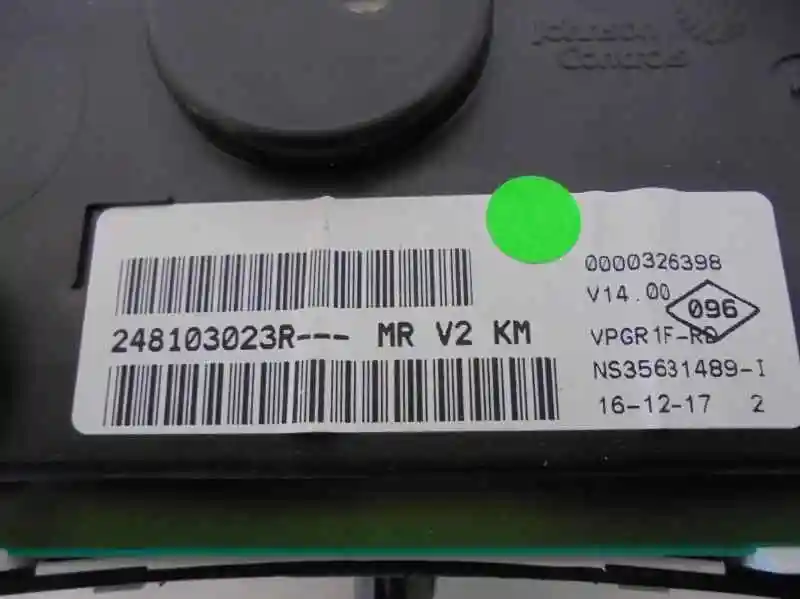 Johnson
Controls
0000326398
V14.00
096
248103023R--- MR V2 KM
VPGR1F-RD
NS35631489-I
16-12-17 2